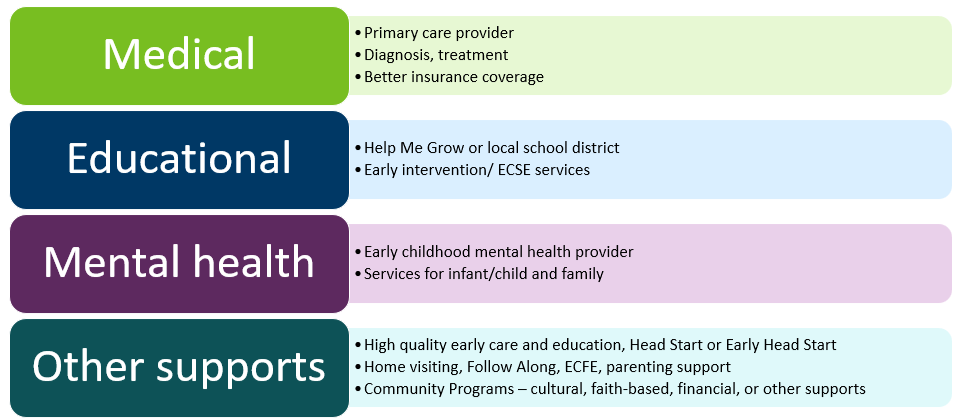 Medical
•Primary care provider
•Diagnosis, treatment
•Better insurance coverage
Educational
•Help Me Grow or local school district
•Early intervention/ ECSE services
Mental health
•Early childhood mental health provider
•Services for infant/child and family
Other supports
•High quality early care and education, Head Start or Early Head Start
•Home visiting, Follow Along, ECFE, parenting support
•Community Programs – cultural, faith-based, financial, or other supports